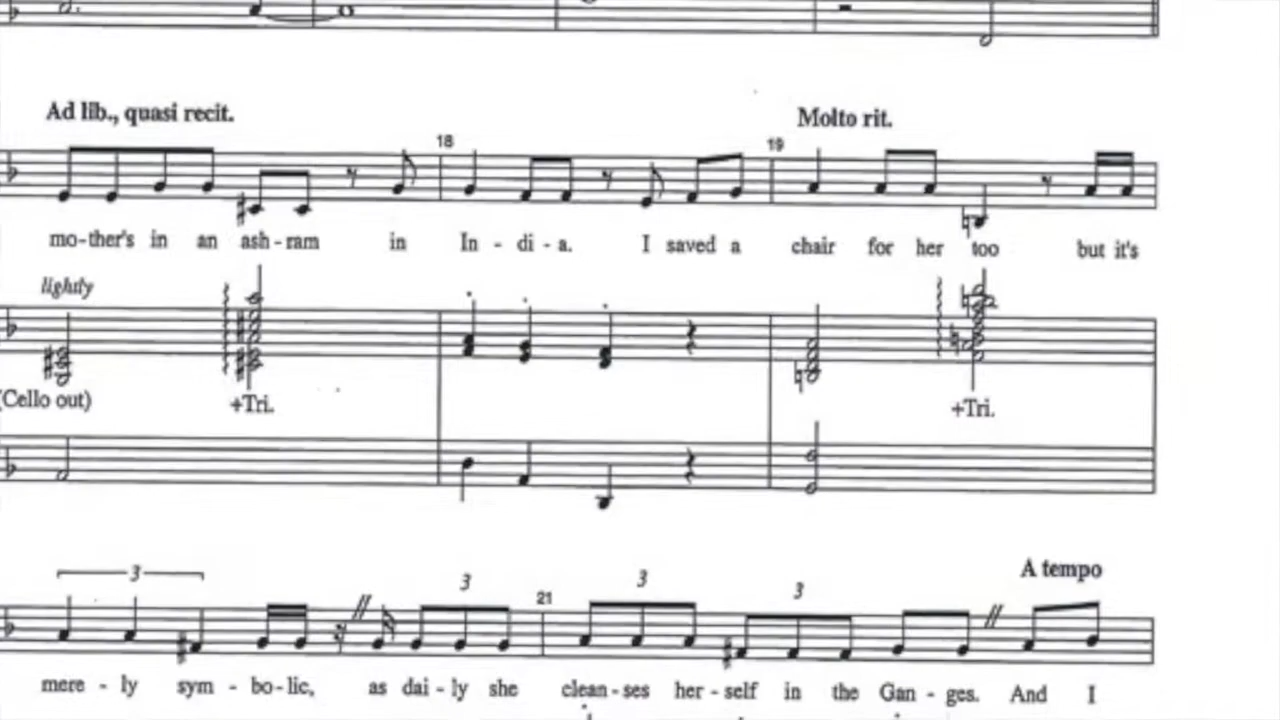 Ad lib., quasi recit.
Molto rit.
18
19
mo-ther's in an ash-ram in In - di - a. I saved a chair for her too but it's
lightly
(Cello out)
+Tri.
+Tri.
A tempo
3
3
3
3
21
mere - ly sym - bo - lic, as dai - ly she clean - ses her - self in the Gan - ges. And I